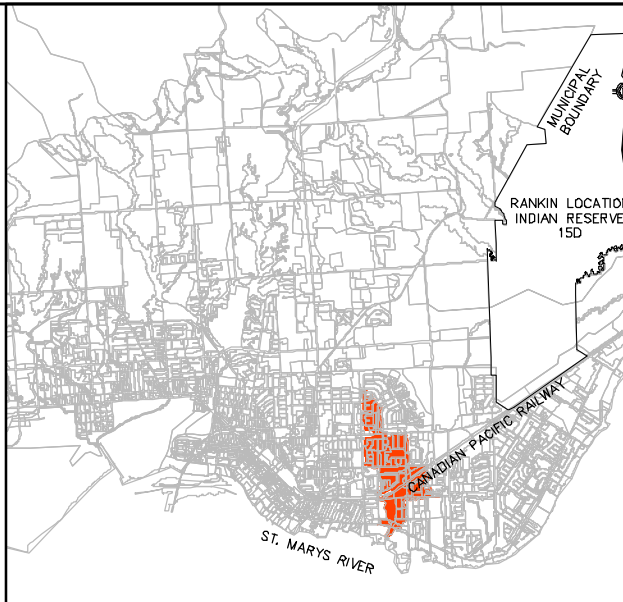 MUNICIPAL
BOUNDARY
RANKIN LOCATION
INDIAN RESERVE
15D
CANADIAN PACIFIC RAILWAY
ST. MARYS RIVER